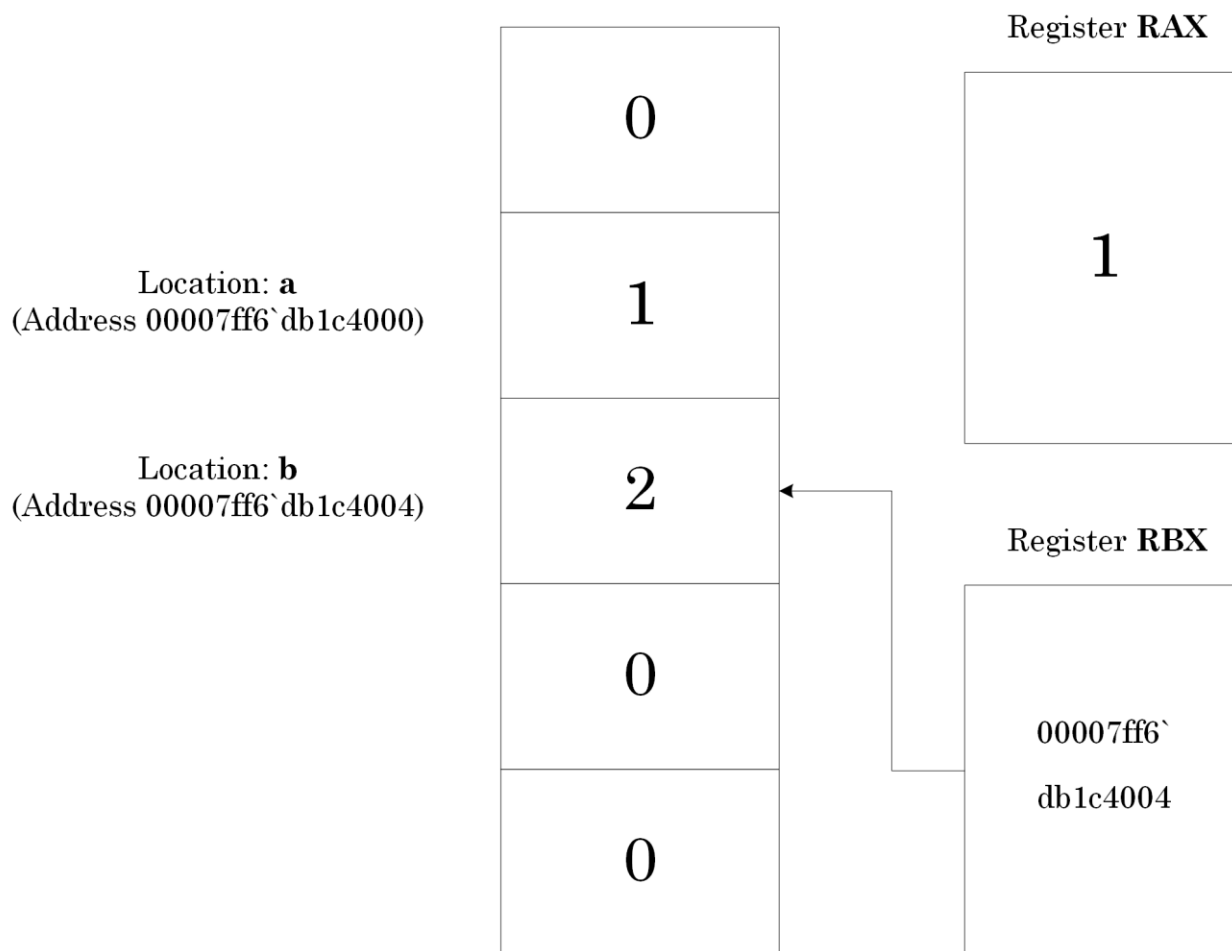 Register RAX
0
1
Location: a
(Address 00007ff6`db1c4000)
1
Location: b
(Address 00007ff6`db1c4004)
2
Register RBX
0
00007ff6`
db1c4004
0